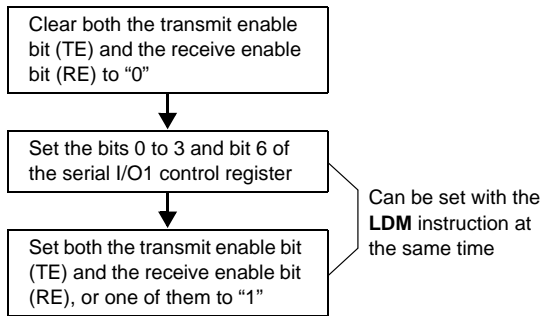 Clear both the transmit enable
bit (TE) and the receive enable
bit (RE) to “0”
Set the bits 0 to 3 and bit 6 of
the serial I/O1 control register
Set both the transmit enable bit
(TE) and the receive enable bit
(RE), or one of them to “1”
Can be set with the
LDM instruction at
the same time